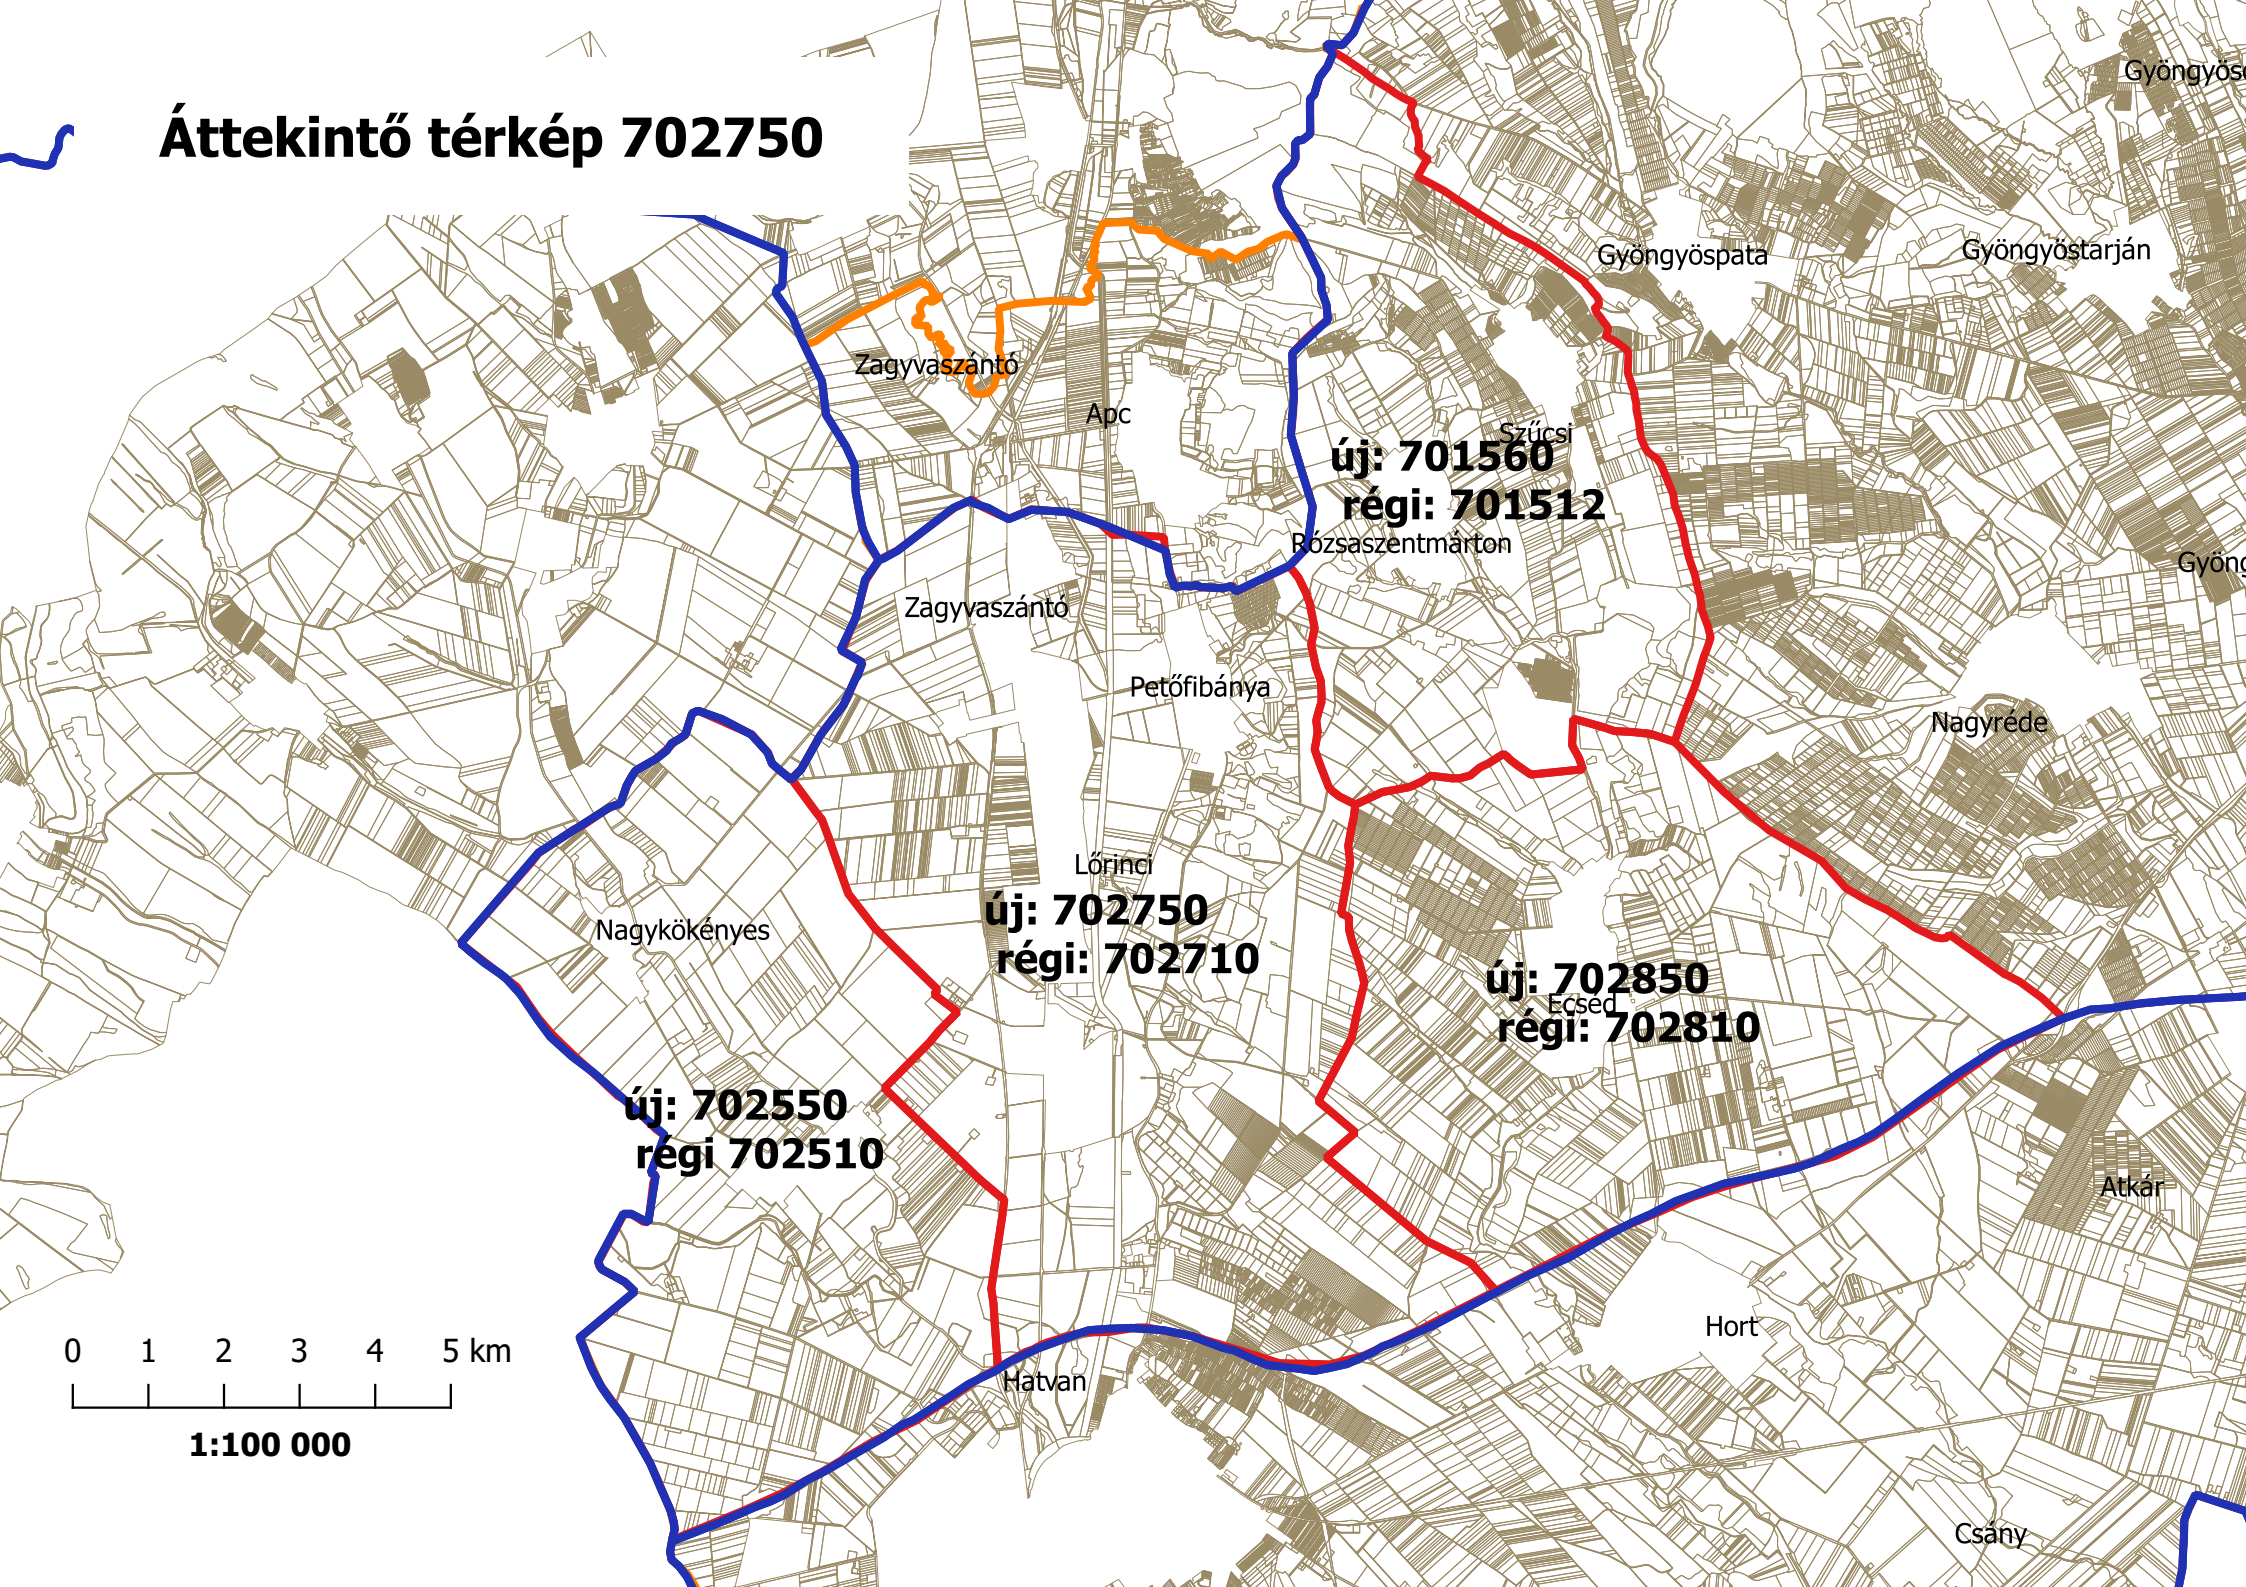 Gyöngyöso
Áttekintő térkép 702750
Gyöngyöspata
Gyöngyöstarján
Zagyvaszántó
Apc
Szűcsi
új: 701560
régi: 701512
Rózsaszentmárton
Gyöng
Zagyvaszántó
Petőfibánya
Nagyréde
Lőrinci
új: 702750
régi: 702710
Nagykökényes
új: 702850
Ecséd
régi: 702810
új: 702550
régi 702510
Atkár
Hort
0 1 2 3 4 5 km
Hatvan
1:100 000
Csány